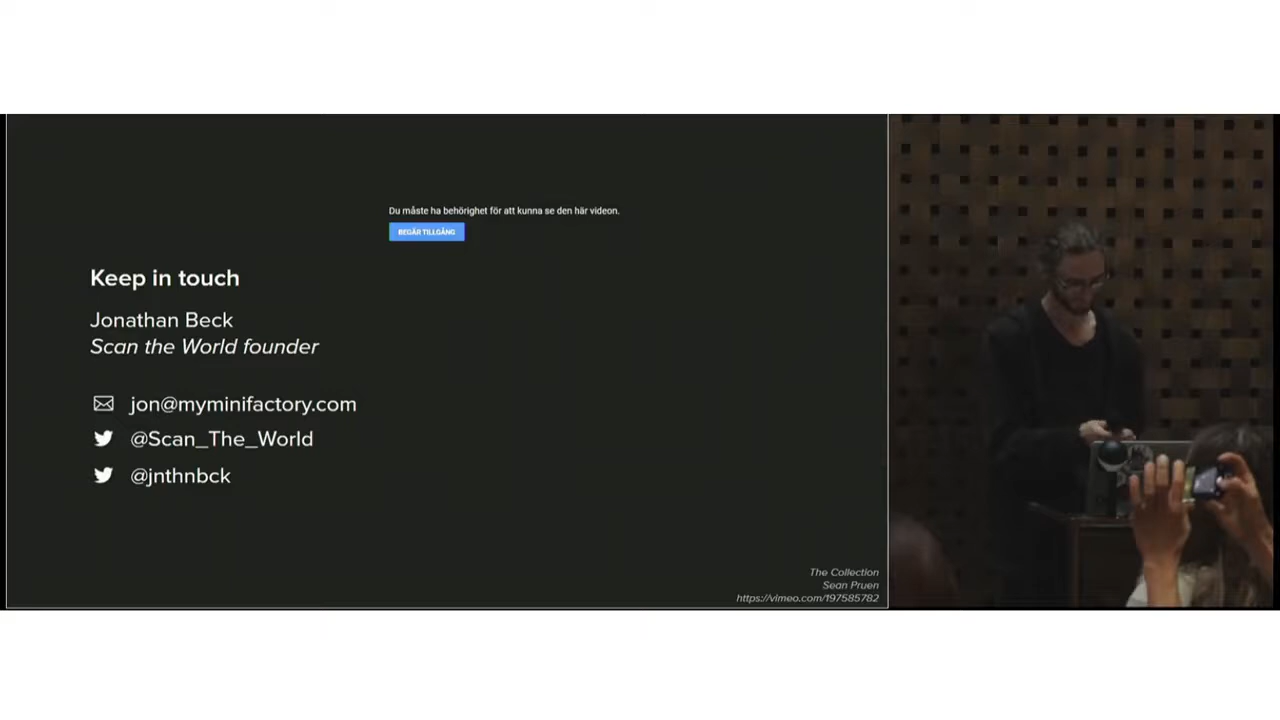 Du måste ha behörighet för att kunna se den här videon.
BEGÄR TILLGÅNG
Keep in touch
Jonathan Beck
Scan the World founder
jon@myminifactory.com
@Scan_The_World
@jnthnbck
The Collection
Sean Pruen
https://vimeo.com/197585782